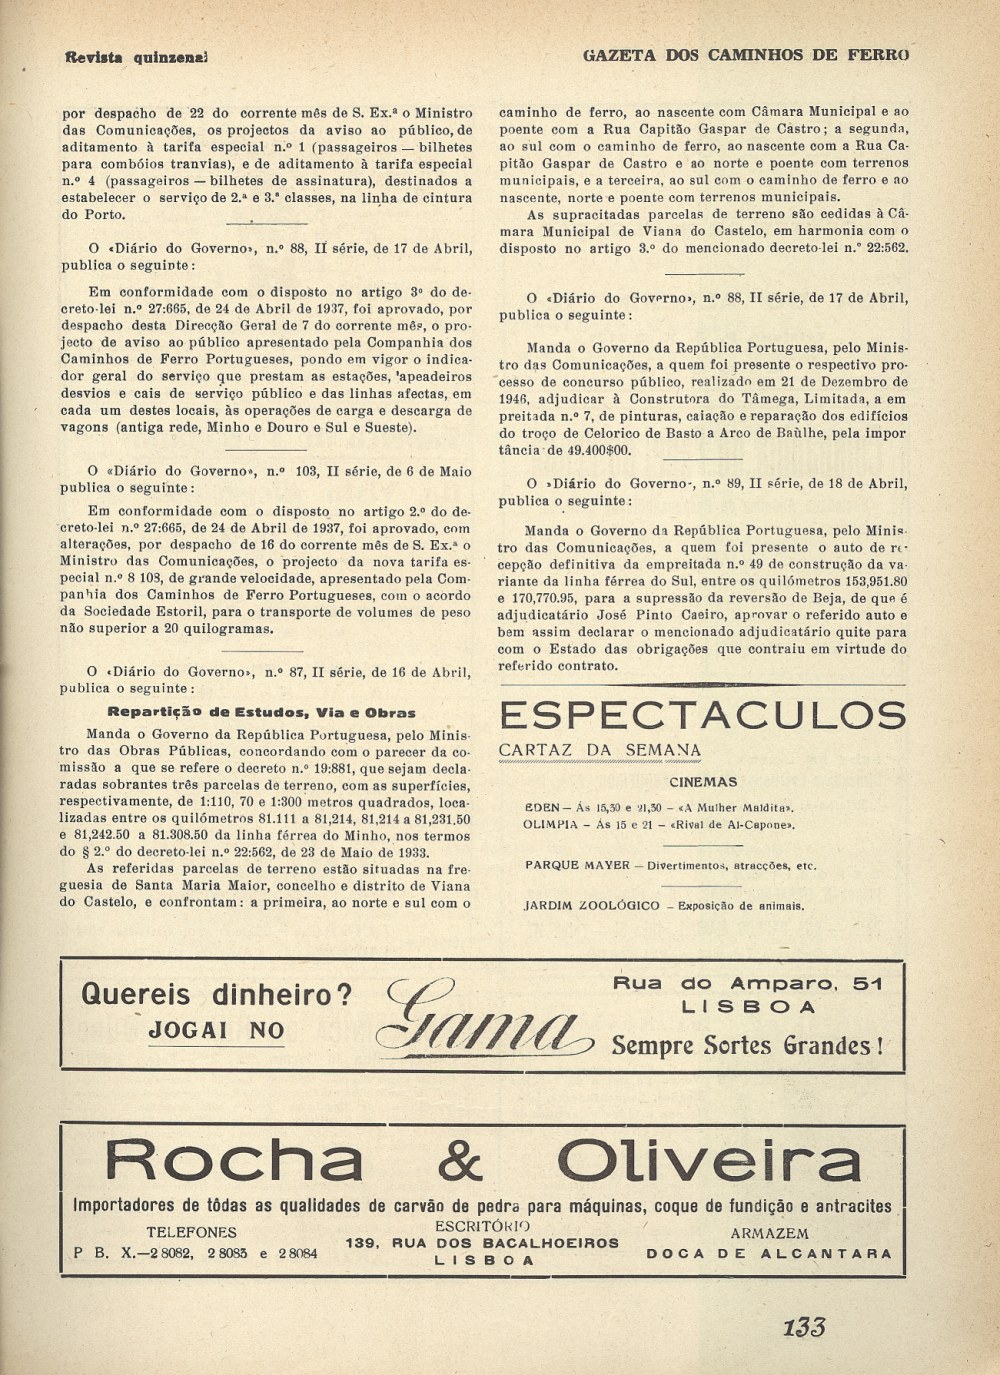 Revista quinzenal
GAZETA DOS CAMINHOS DE FERRO
por despacho de 22 do corrente mês de S. Ex.ª o Ministro
das Comunicações, os projectos da aviso ao público, de
aditamento à tarifa especial n.º 1 (passageiros — bilhetes
para combóios tranvias), e de aditamento à tarifa especial
n.º 4 (passageiros — bilhetes de assinatura), destinados a
estabelecer o serviço de 2.ª e 3.ª classes, na linha de cintura
do Porto.
O «Diário do Governo», n.º 88, II série, de 17 de Abril,
publica o seguinte:
Em conformidade com o disposto no artigo 3º do de-
creto-lei n.º 27:665, de 24 de Abril de 1937, foi aprovado, por
despacho desta Direcção Geral de 7 do corrente mês, o pro-
jecto de aviso ao público apresentado pela Companhia dos
Caminhos de Ferro Portugueses, pondo em vigor o indica-
dor geral do serviço que prestam as estações, 'apeadeiros
desvios e cais de serviço público e das linhas afectas, em
cada um destes locais, às operações de carga e descarga de
vagons (antiga rede, Minho e Douro e Sul e Sueste).
O «Diário do Governo», n.º 103, II série, de 6 de Maio
publica o seguinte:
Em conformidade com o disposto no artigo 2.º do de-
creto-lei n.º 27:665, de 24 de Abril de 1937, foi aprovado, com
alterações, por despacho de 16 do corrente mês de S. Ex.ª o
Ministro das Comunicações, o projecto da nova tarifa es-
pecial n.º 8 103, de grande velocidade, apresentado pela Com-
panhia dos Caminhos de Ferro Portugueses, com o acordo
da Sociedade Estoril, para o transporte de volumes de peso
não superior a 20 quilogramas.
O «Diário do Governo», n.º 87, II série, de 16 de Abril,
publica o seguinte:
Repartição de Estudos, Via e Obras
Manda o Governo da República Portuguesa, pelo Minis-
tro das Obras Públicas, concordando com o parecer da co-
missão a que se refere o decreto n.º 19:881, que sejam decla-
radas sobrantes três parcelas de terreno, com as superfícies,
respectivamente, de 1:110, 70 e 1:300 metros quadrados, loca-
lizadas entre os quilómetros 81.111 a 81,214, 81,214 a 81,231.50
e 81,242.50 a 81.308.50 da linha férrea do Minho, nos termos
do § 2.º do decreto-lei n.º 22:562, de 23 de Maio de 1933.
As referidas parcelas de terreno estão situadas na fre-
guesia de Santa Maria Maior, concelho e distrito de Viana
do Castelo, e confrontam: a primeira, ao norte e sul com o
caminho de ferro, ao nascente com Câmara Municipal e ao
poente com a Rua Capitão Gaspar de Castro; a segunda,
ao sul com o caminho de ferro, ao nascente com a Rua Ca-
pitão Gaspar de Castro e ao norte e poente com terrenos
municipais, e a terceira, ao sul com o caminho de ferro e ao
nascente, norte e poente com terrenos municipais.
As supracitadas parcelas de terreno são cedidas à Câ-
mara Municipal de Viana do Castelo, em harmonia com o
disposto no artigo 3.º do mencionado decreto-lei n.º 22:562.
O «Diário do Governo», n.º 88, II série, de 17 de Abril,
publica o seguinte:
Manda o Governo da República Portuguesa, pelo Minis-
tro das Comunicações, a quem foi presente o respectivo pro-
cesso de concurso público, realizado em 21 de Dezembro de
1946, adjudicar à Construtora do Tâmega, Limitada, a em
preitada n.º 7, de pinturas, caiação e reparação dos edifícios
do troço de Celorico de Basto a Arco de Baùlhe, pela impor
tância de 49.400$00.
O »Diário do Governo-, n.º 89, II série, de 18 de Abril,
publica o seguinte:
Manda o Governo da República Portuguesa, pelo Minis-
tro das Comunicações, a quem foi presente o auto de re-
cepção definitiva da empreitada n.º 49 de construção da va-
riante da linha férrea do Sul, entre os quilómetros 153,951.80
e 170,770.95, para a supressão da reversão de Beja, de que é
adjudicatário José Pinto Caeiro, aprovar o referido auto e
bem assim declarar o mencionado adjudicatário quite para
com o Estado das obrigações que contraiu em virtude do
referido contrato.
ESPECTACULOS
CARTAZ DA SEMANA
CINEMAS
EDEN — Ás 15,30 e 21,30 — «A Mulher Maldita».
OLIMPIA — Ás 15 e 21 — «Rival de Al-Capone».
PARQUE MAYER — Divertimentos, atracções, etc.
JARDIM ZOOLÓGICO — Exposição de animais.
Quereis dinheiro?
JOGAI NO
Gama
Rua do Amparo, 51
LISBOA
Sempre Sortes Grandes!
Rocha & Oliveira
Importadores de tôdas as qualidades de carvão de pedra para máquinas, coque de fundição e antracites
TELEFONES
P B. X.—2 8082, 2 8083 e 2 8084
ESCRITÓRIO
139, RUA DOS BACALHOEIROS
LISBOA
ARMAZEM
DOCA DE ALCANTARA
133